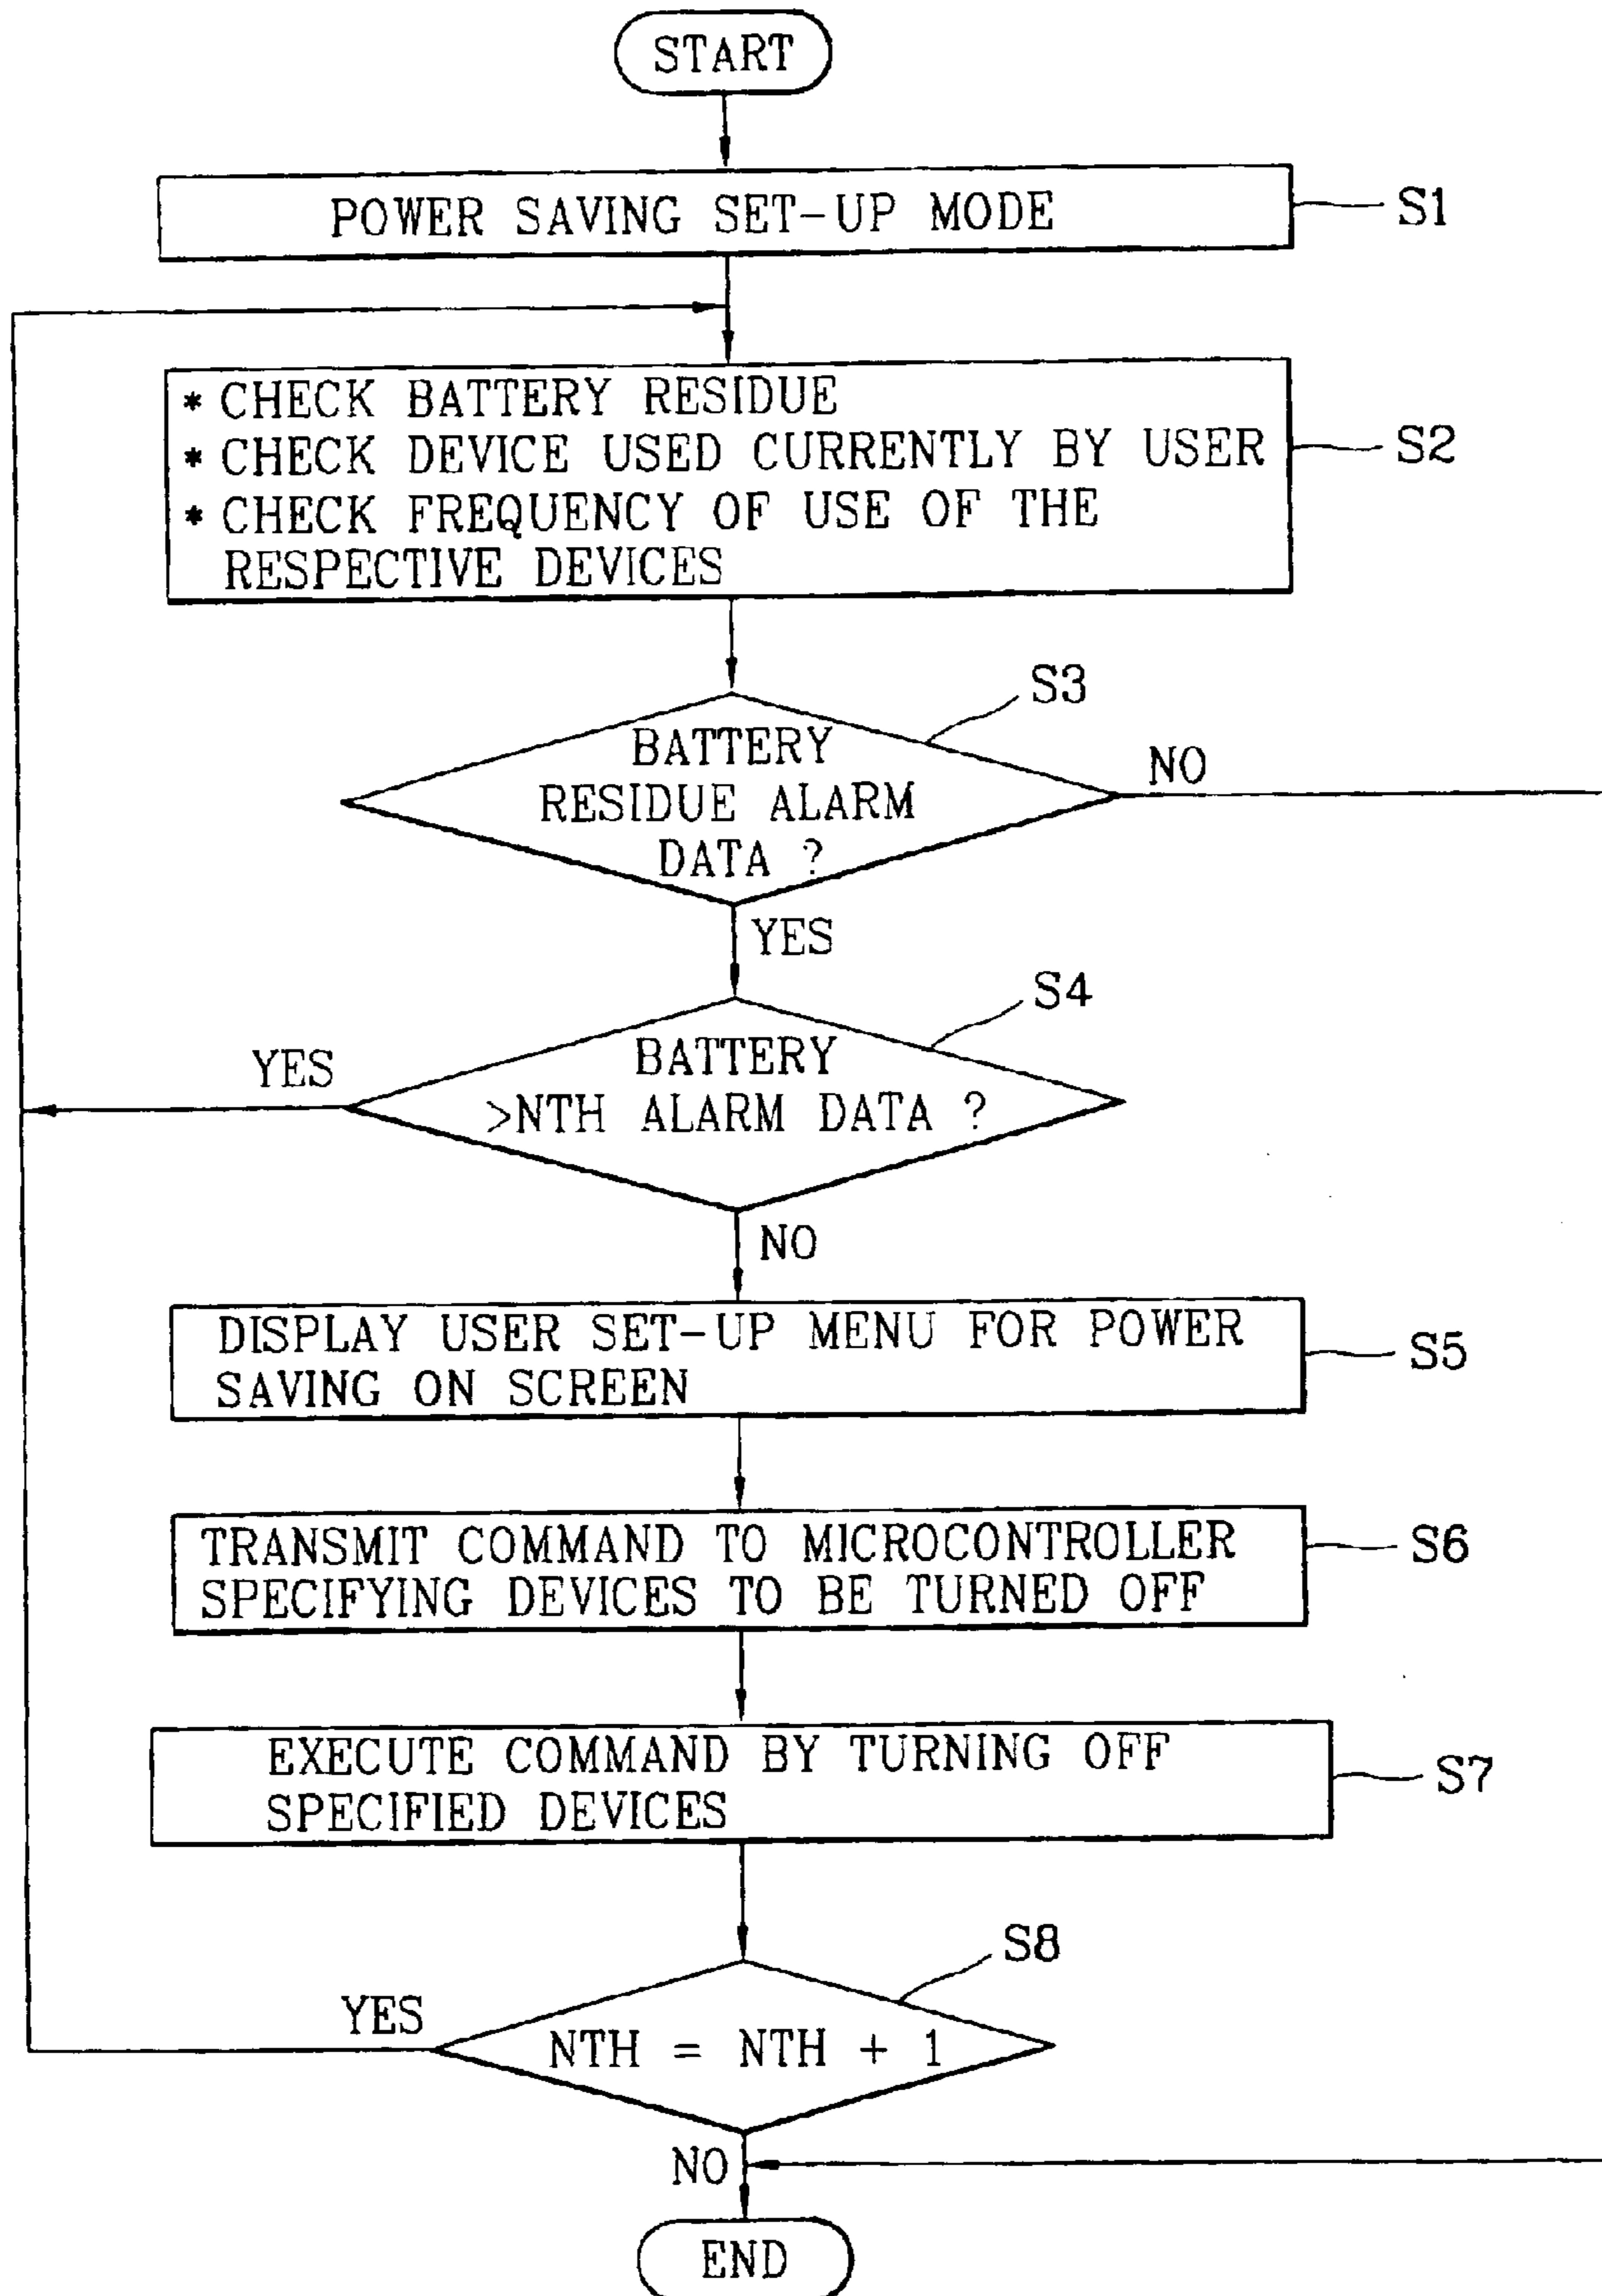 START
POWER SAVING SET-UP MODE
S1
* CHECK BATTERY RESIDUE
* CHECK DEVICE USED CURRENTLY BY USER
* CHECK FREQUENCY OF USE OF THE
RESPECTIVE DEVICES
S2
S3
BATTERY
RESIDUE ALARM
DATA ?
NO
YES
S4
BATTERY
>NTH ALARM DATA ?
YES
NO
DISPLAY USER SET-UP MENU FOR POWER
SAVING ON SCREEN
S5
TRANSMIT COMMAND TO MICROCONTROLLER
SPECIFYING DEVICES TO BE TURNED OFF
S6
EXECUTE COMMAND BY TURNING OFF
SPECIFIED DEVICES
S7
S8
YES
NTH = NTH + 1
NO
END